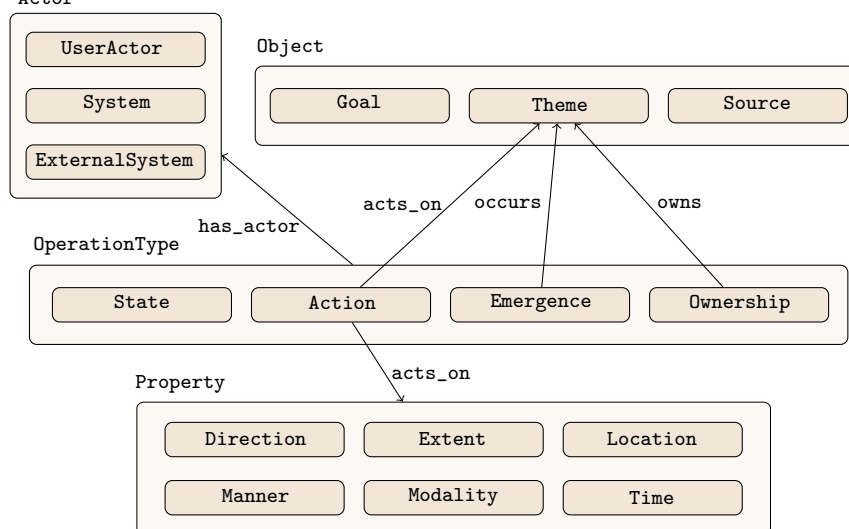 Actor
UserActor
System
ExternalSystem
Object
Goal Theme Source
acts_on occurs owns
has_actor
OperationType
State Action Emergence Ownership
acts_on
Property
Direction Extent Location
Manner Modality Time